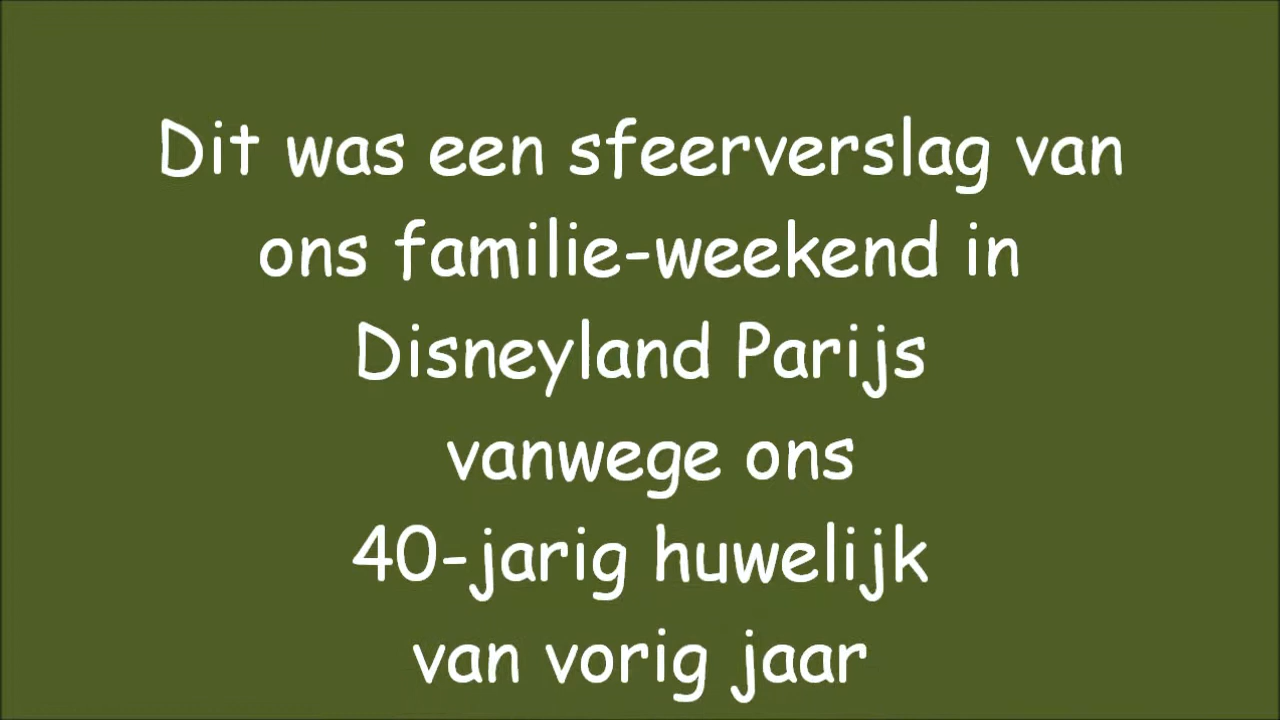 Dit was een sfeerverslag van
ons familie-weekend in
Disneyland Parijs
vanwege ons
40-jarig huwelijk
van vorig jaar